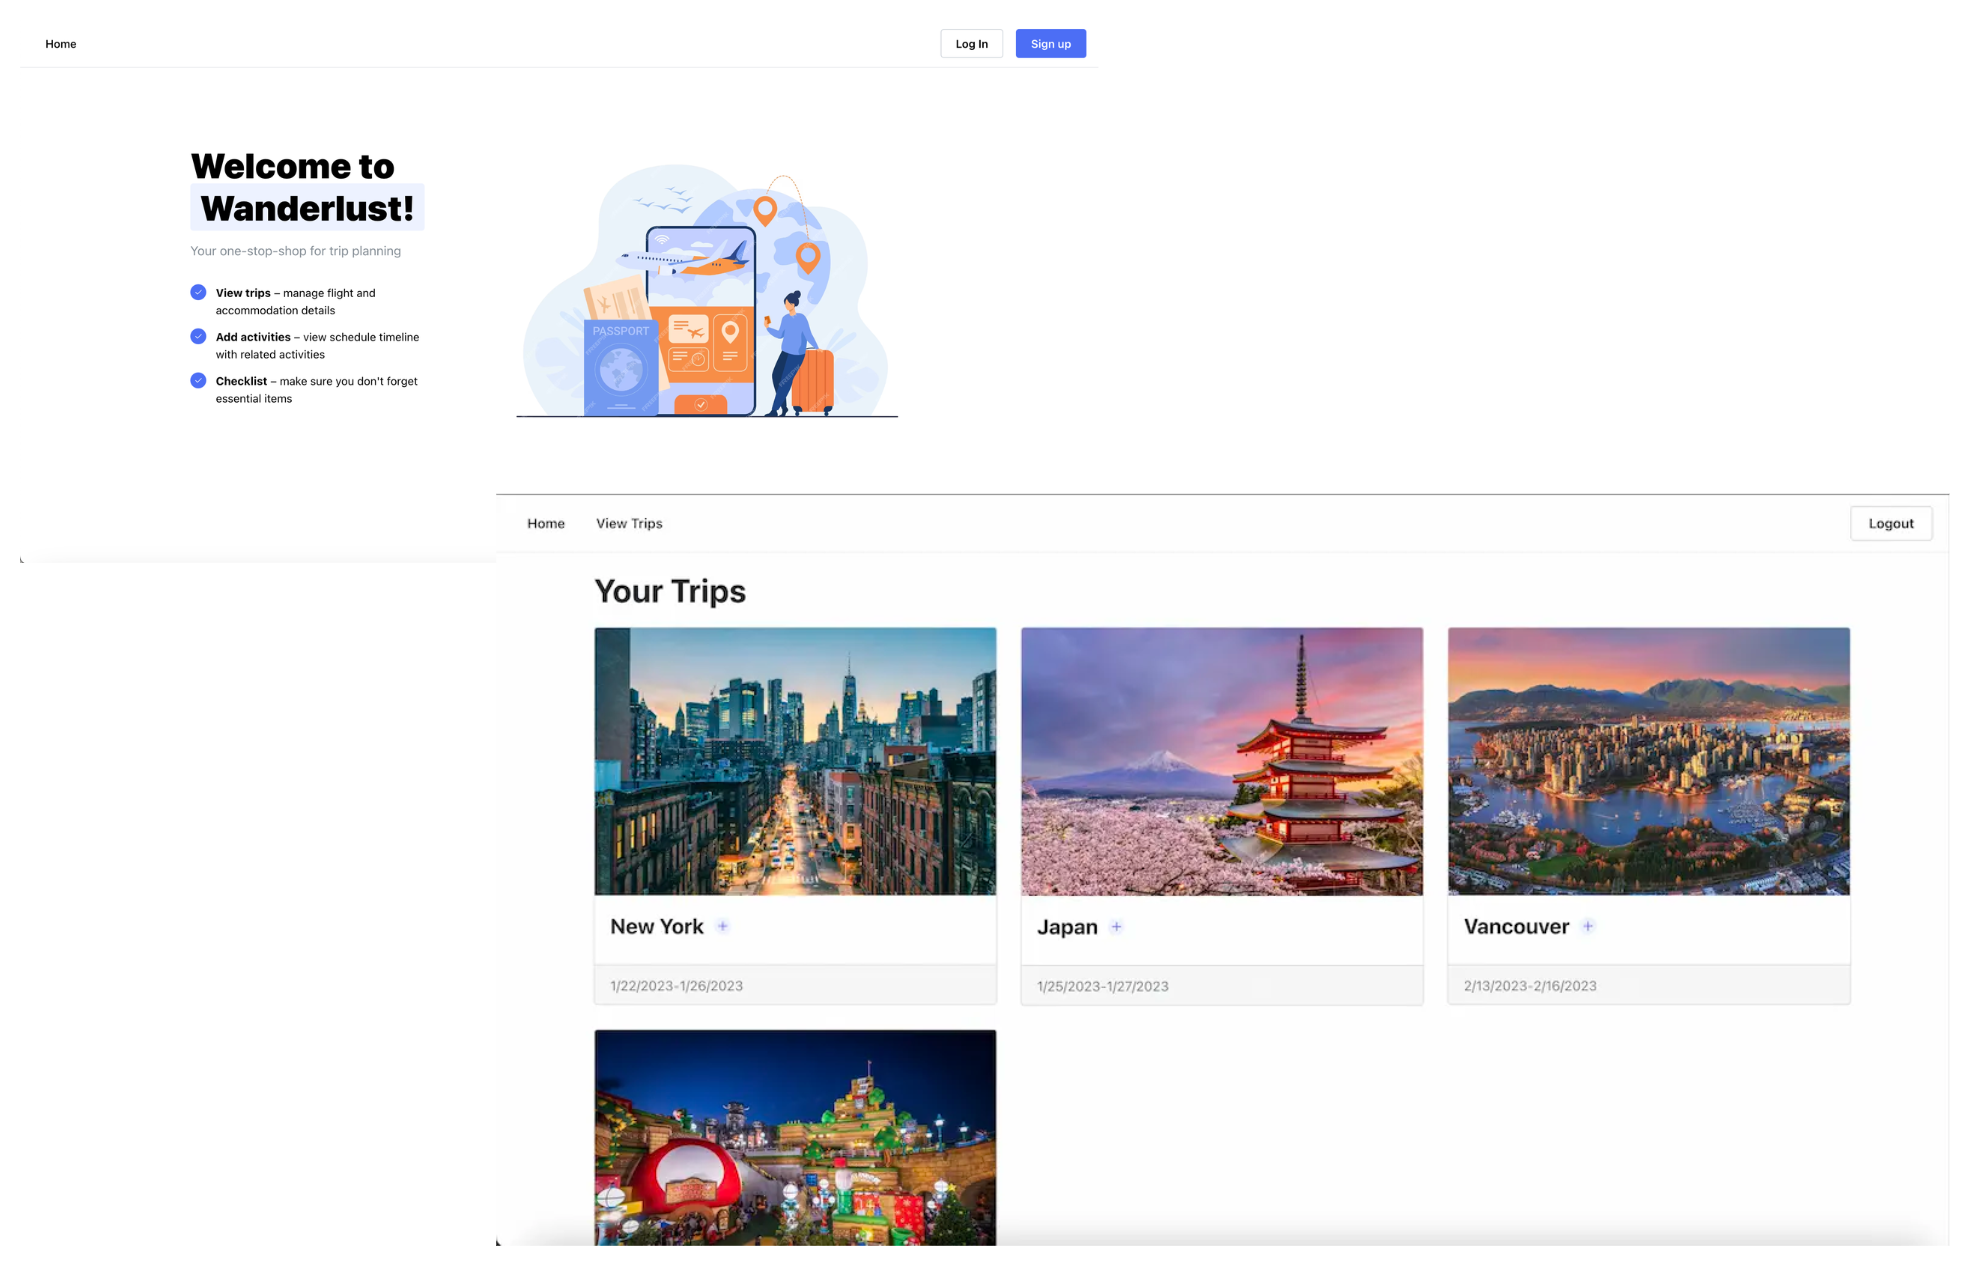 Home
Log In
Sign up
Welcome to
Wanderlust!
Your one-stop-shop for trip planning
View trips – manage flight and
accommodation details
Add activities – view schedule timeline
with related activities
Checklist – make sure you don't forget
essential items
PASSPORT
Home
View Trips
Logout
Your Trips
New York +
Japan +
Vancouver +
1/22/2023-1/26/2023
1/25/2023-1/27/2023
2/13/2023-2/16/2023